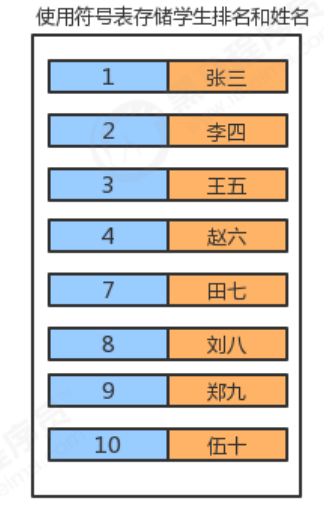 使用符号表存储学生排名和姓名
1 张三
2 李四
3 王五
4 赵六
7 田七
8 刘八
9 郑九
10 伍十